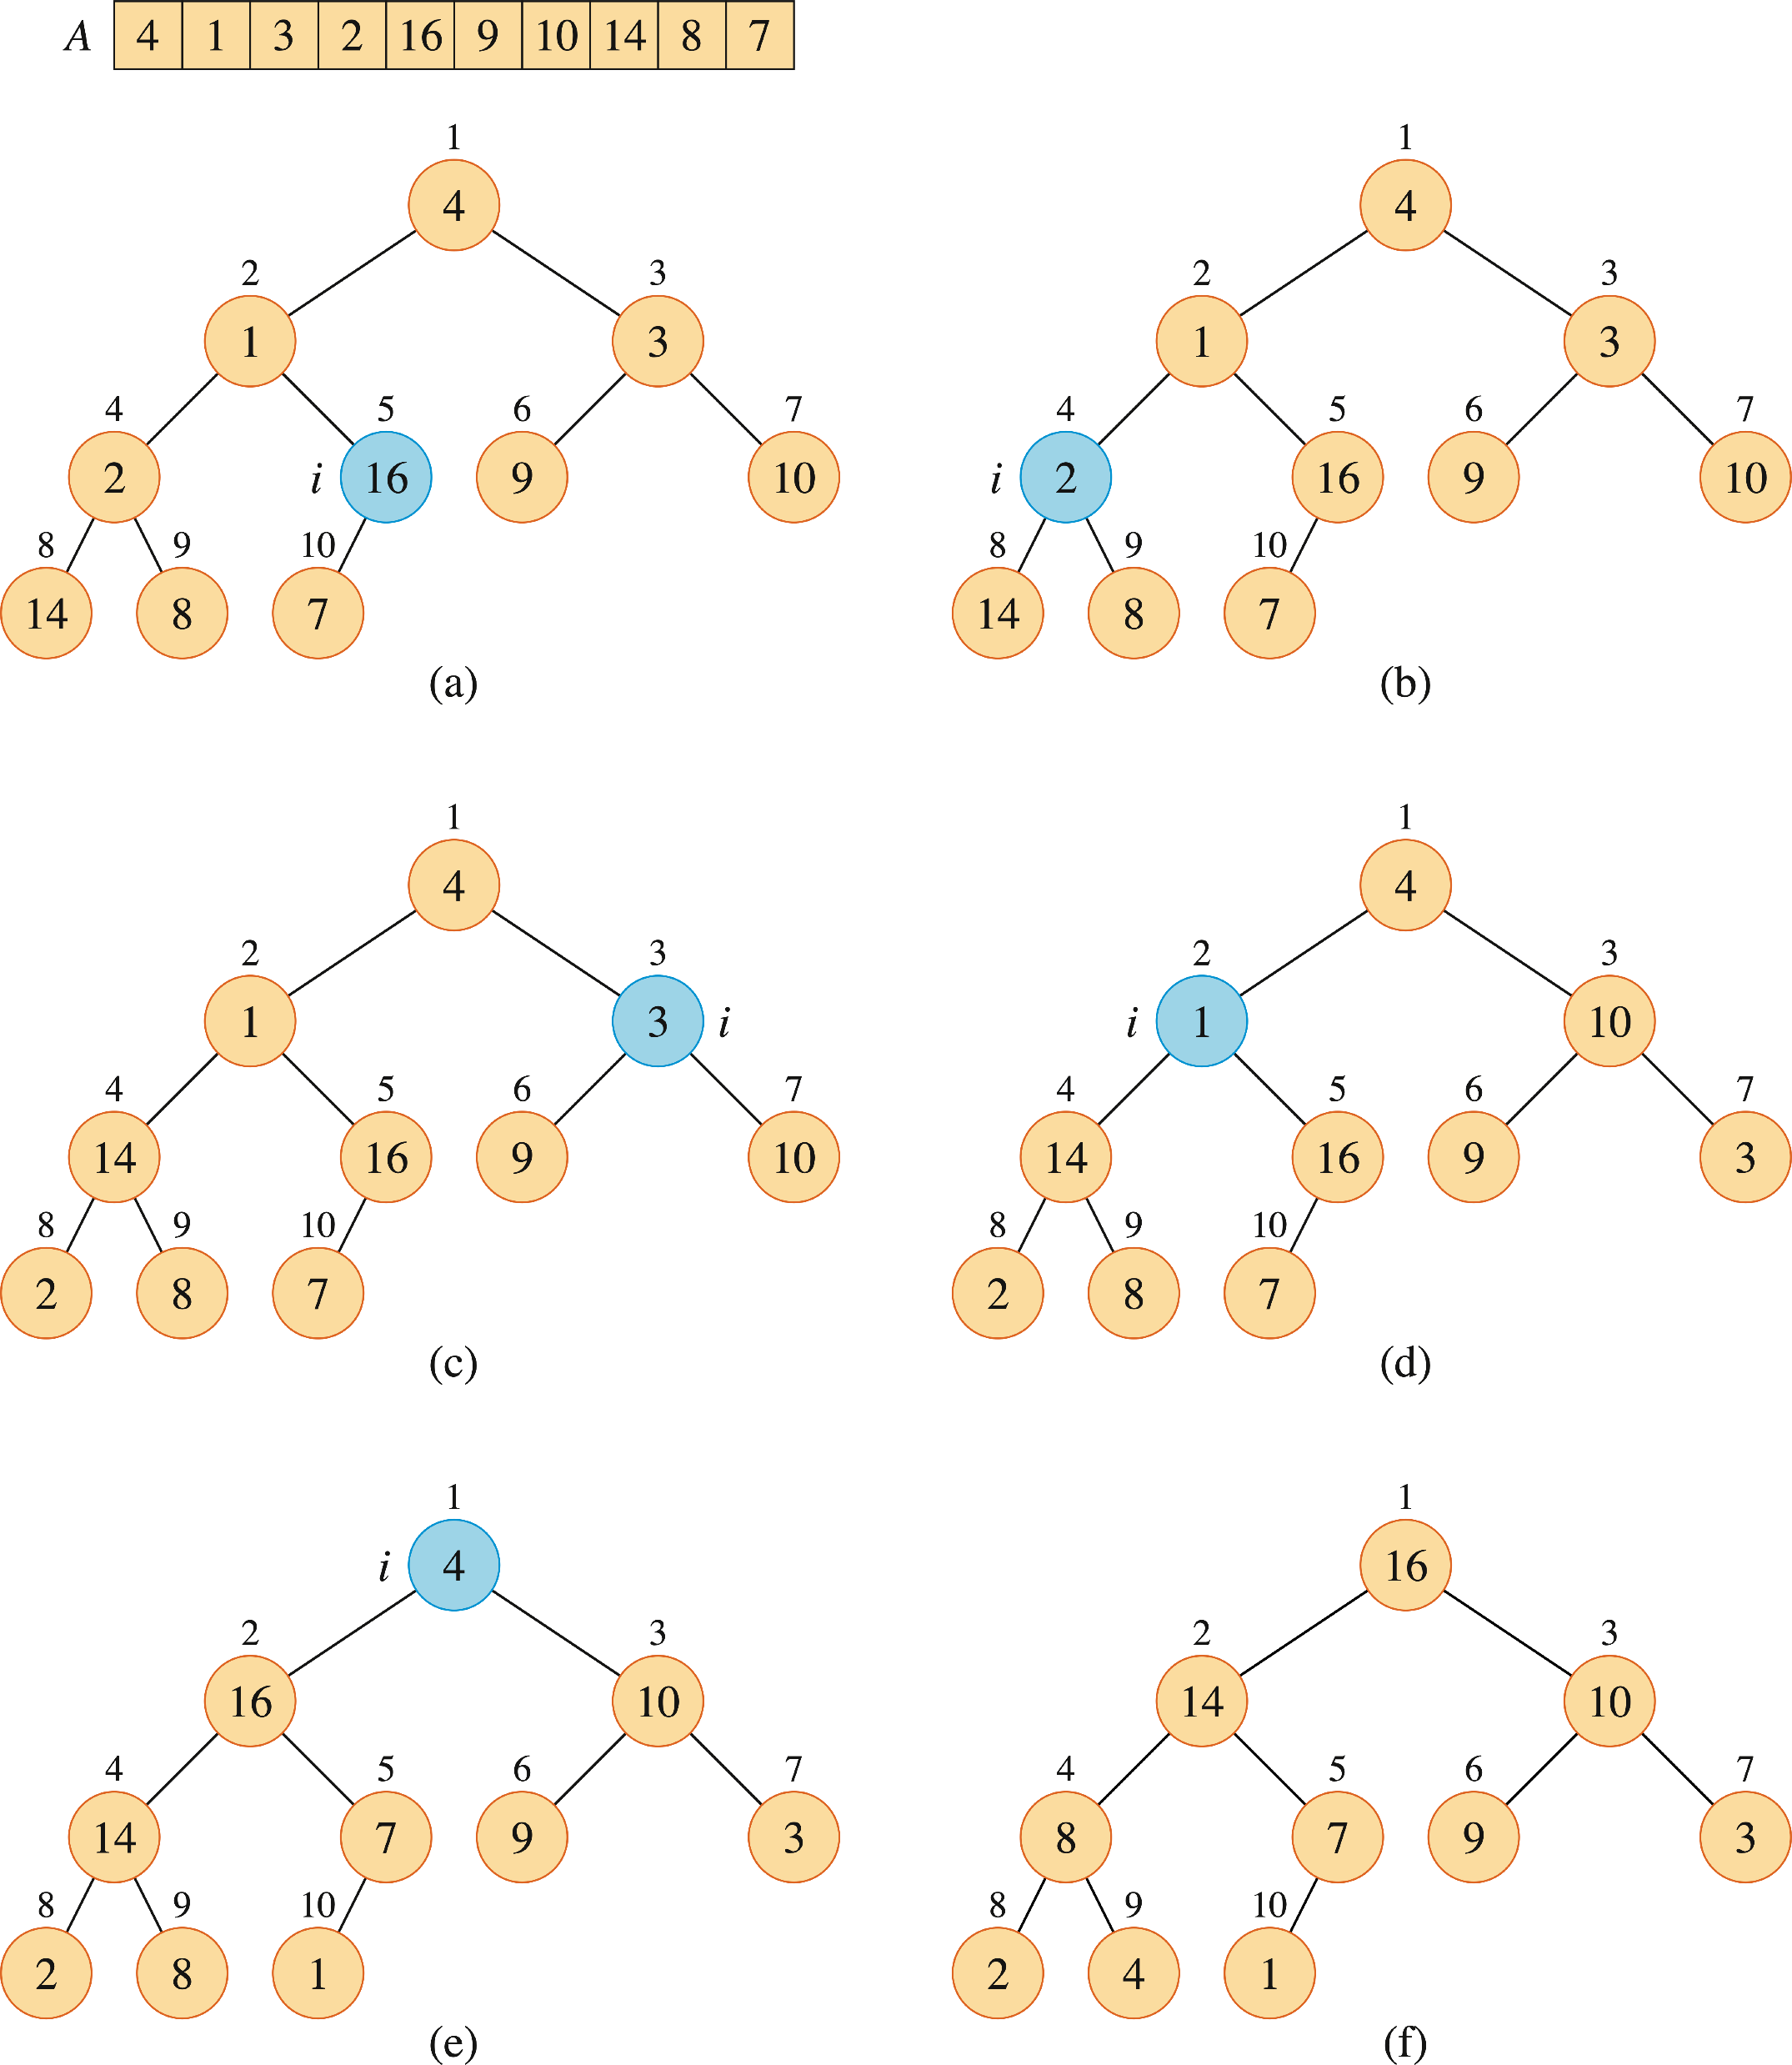 A 4 1 3 2 16 9 10 14 8 7
1
4
2 3
1 3
4 5 6 7
2 i 16 9 10
8 9 10
14 8 7
(a)
1
4
2 3
1 3
4 5 6 7
i 2 16 9 10
8 9 10
14 8 7
(b)
1
4
2 3
1 3 i
4 5 6 7
14 16 9 10
8 9 10
2 8 7
(c)
1
4
2 3
i 1 10
4 5 6 7
14 16 9 3
8 9 10
2 8 7
(d)
1
i 4
2 3
16 10
4 5 6 7
14 7 9 3
8 9 10
2 8 1
(e)
1
16
2 3
14 10
4 5 6 7
8 7 9 3
8 9 10
2 4 1
(f)